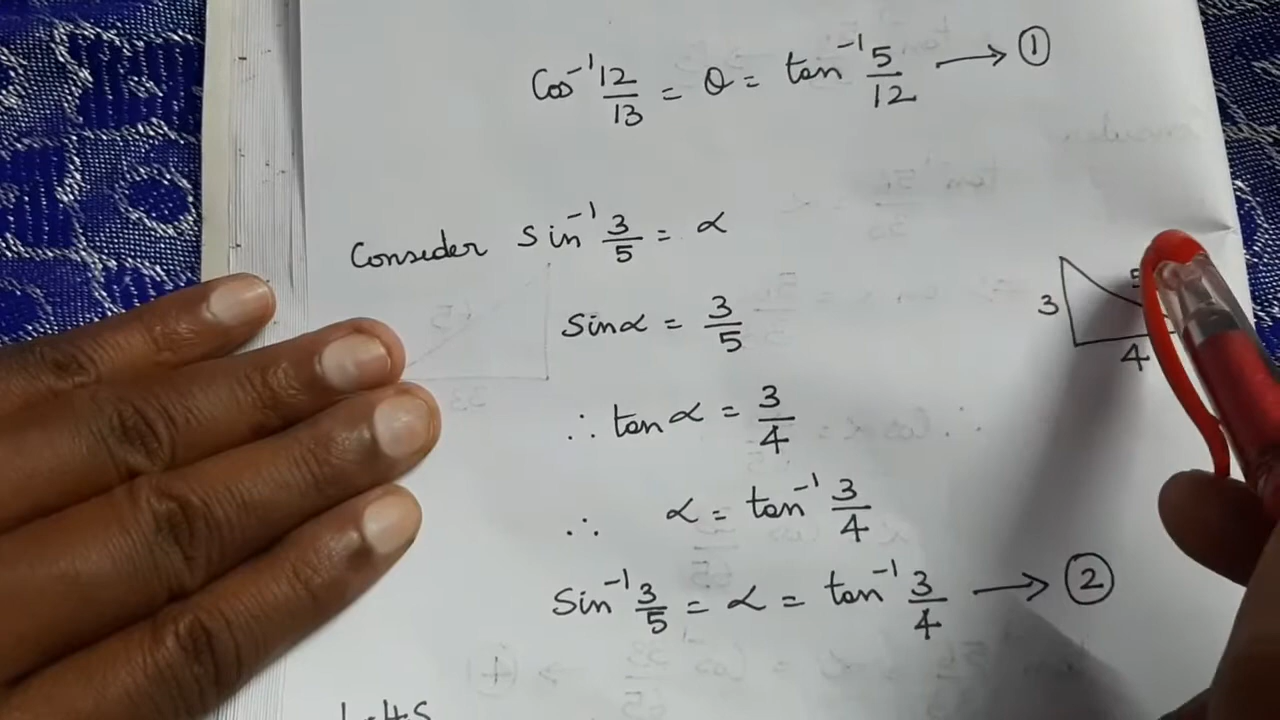 Cos⁻¹ 12/13 = θ = tan⁻¹ 5/12 → ①
Consider sin⁻¹ 3/5 = α
sinα = 3/5
3 5
4
∴ tanα = 3/4
∴ α = tan⁻¹ 3/4
Sin⁻¹ 3/5 = α = tan⁻¹ 3/4 → ②
L.H.S